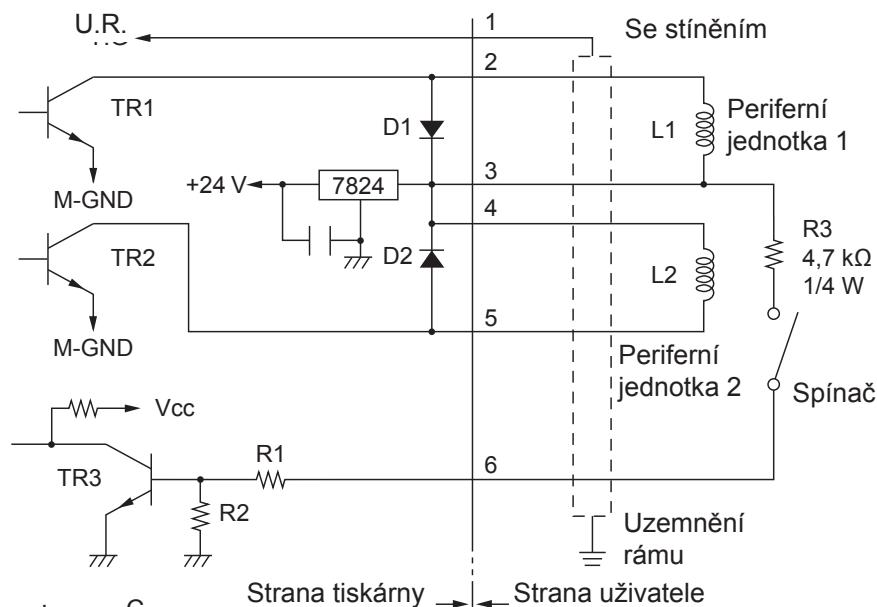 U.R.
1
Se stíněním
2
TR1
D1
L1
Periferní
jednotka 1
+24 V
7824
3
M-GND
4
TR2
D2
L2
R3
4,7 kΩ
1/4 W
5
M-GND
Periferní
jednotka 2
Spínač
Vcc
R1
6
TR3
R2
Uzemnění
rámu
Strana tiskárny
Strana uživatele